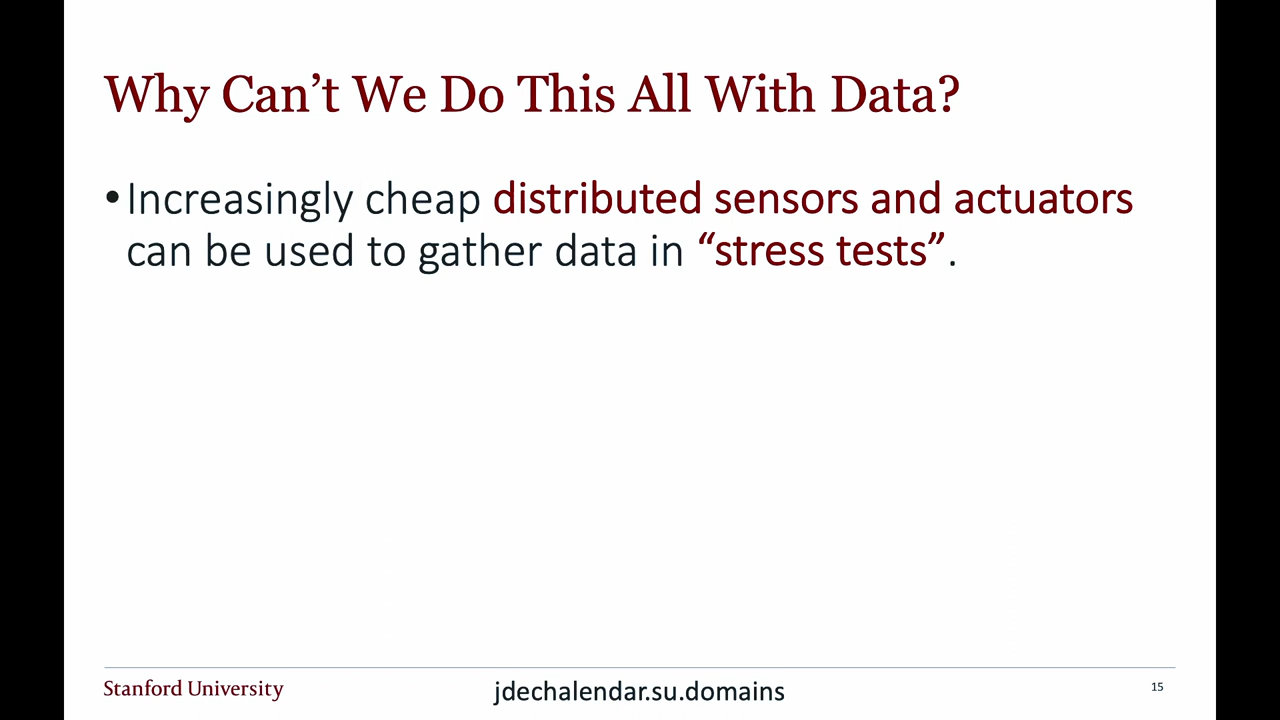 Why Can’t We Do This All With Data?
•Increasingly cheap distributed sensors and actuators
can be used to gather data in “stress tests”.
Stanford University
jdechalendar.su.domains
15